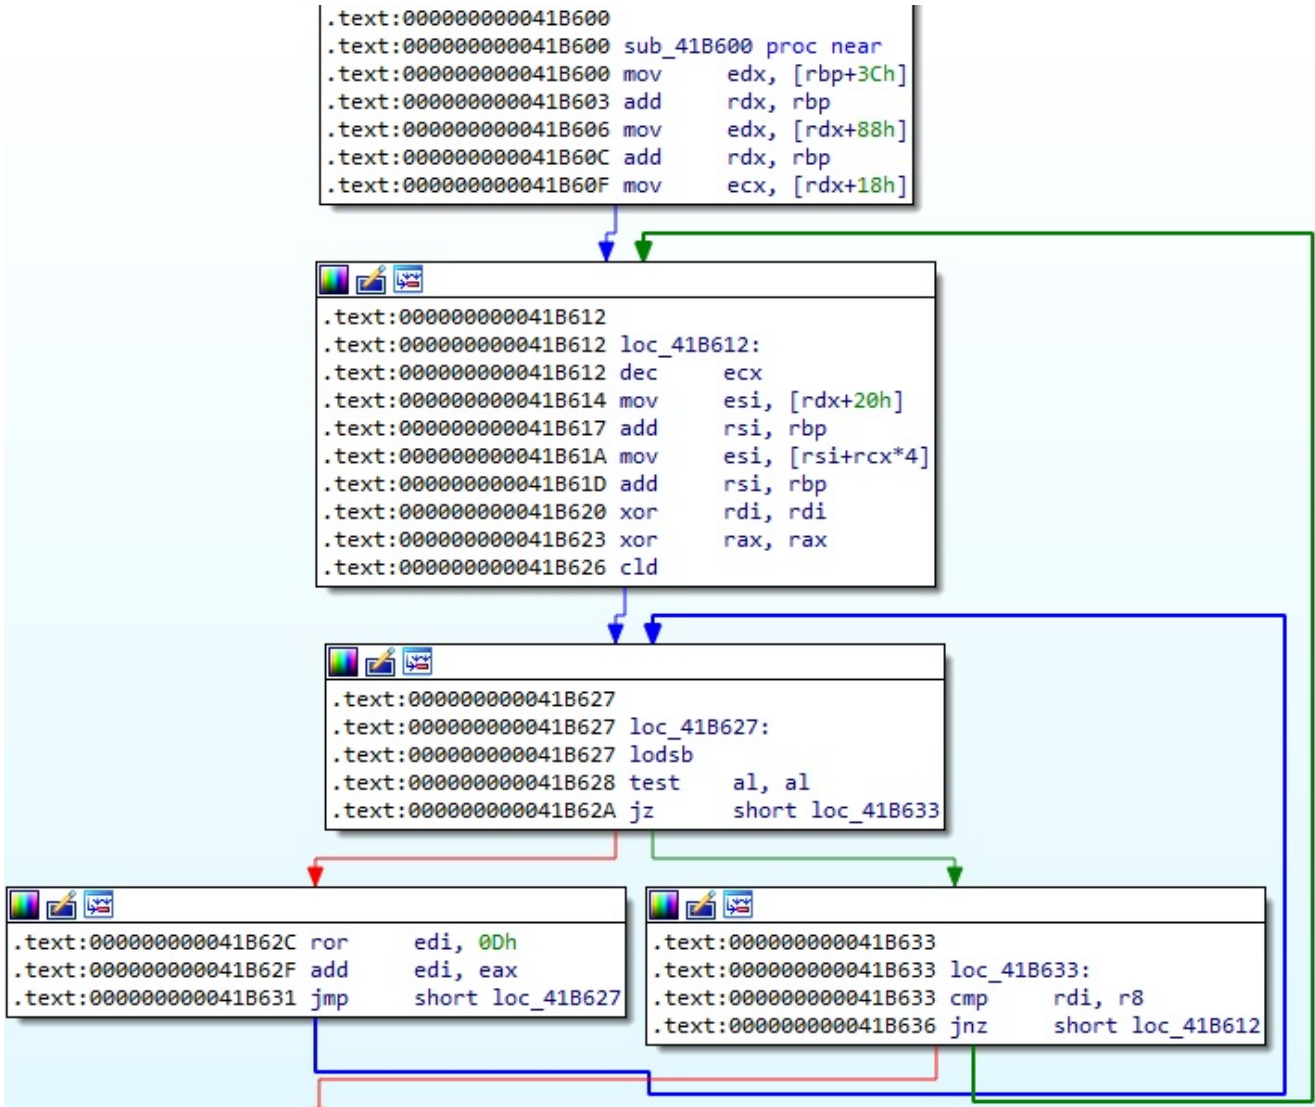 .text:000000000041B600
.text:000000000041B600 sub_41B600 proc near
.text:000000000041B600 mov edx, [rbp+3Ch]
.text:000000000041B603 add rdx, rbp
.text:000000000041B606 mov edx, [rdx+88h]
.text:000000000041B60C add rdx, rbp
.text:000000000041B60F mov ecx, [rdx+18h]
.text:000000000041B612
.text:000000000041B612 loc_41B612:
.text:000000000041B612 dec ecx
.text:000000000041B614 mov esi, [rdx+20h]
.text:000000000041B617 add rsi, rbp
.text:000000000041B61A mov esi, [rsi+rcx*4]
.text:000000000041B61D add rsi, rbp
.text:000000000041B620 xor rdi, rdi
.text:000000000041B623 xor rax, rax
.text:000000000041B626 cld
.text:000000000041B627
.text:000000000041B627 loc_41B627:
.text:000000000041B627 lodsb
.text:000000000041B628 test al, al
.text:000000000041B62A jz short loc_41B633
.text:000000000041B62C ror edi, 0Dh
.text:000000000041B62F add edi, eax
.text:000000000041B631 jmp short loc_41B627
.text:000000000041B633
.text:000000000041B633 loc_41B633:
.text:000000000041B633 cmp rdi, r8
.text:000000000041B636 jnz short loc_41B612